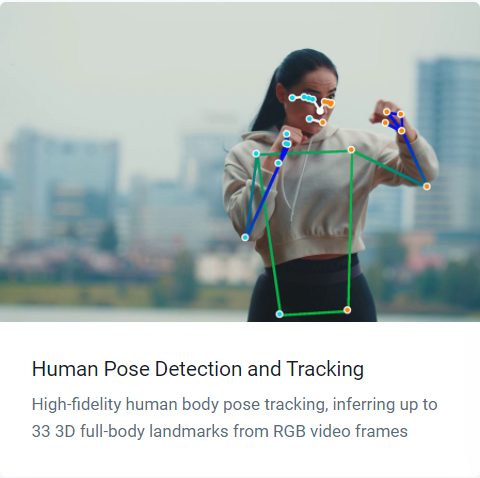 Human Pose Detection and Tracking
High-fidelity human body pose tracking, inferring up to
33 3D full-body landmarks from RGB video frames